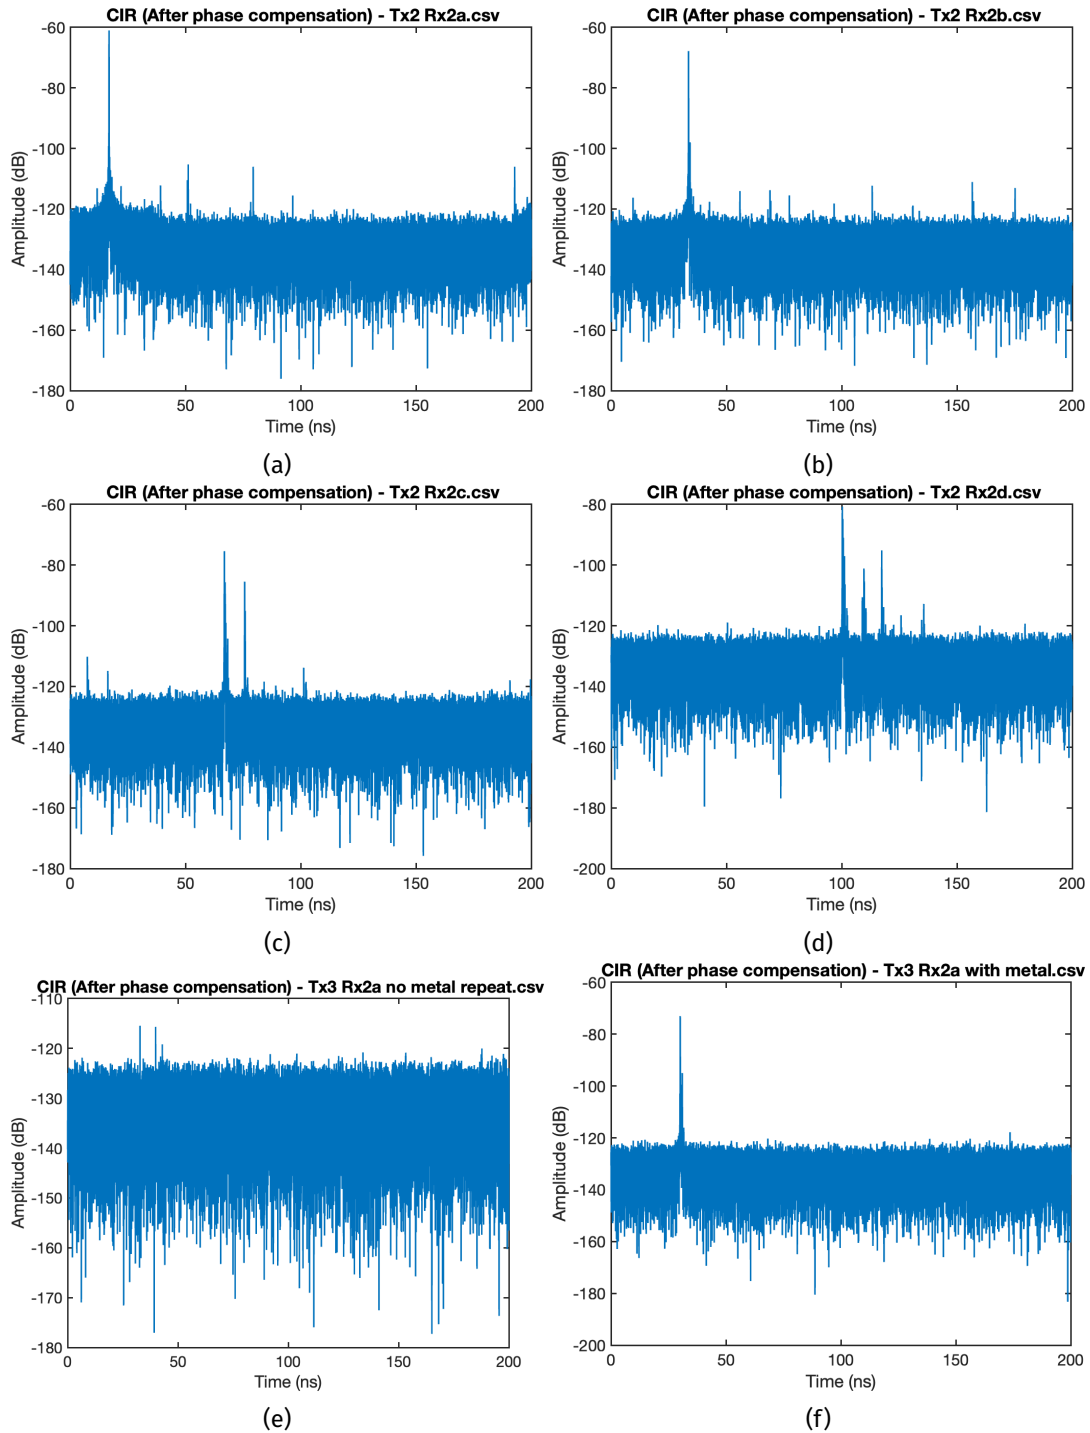 CIR (After phase compensation) - Tx2 Rx2a.csv
Amplitude (dB)
-60
-80
-100
-120
-140
-160
-180
0 50 100 150 200
Time (ns)
(a)
CIR (After phase compensation) - Tx2 Rx2b.csv
Amplitude (dB)
-60
-80
-100
-120
-140
-160
-180
0 50 100 150 200
Time (ns)
(b)
CIR (After phase compensation) - Tx2 Rx2c.csv
Amplitude (dB)
-60
-80
-100
-120
-140
-160
-180
0 50 100 150 200
Time (ns)
(c)
CIR (After phase compensation) - Tx2 Rx2d.csv
Amplitude (dB)
-80
-100
-120
-140
-160
-180
-200
0 50 100 150 200
Time (ns)
(d)
CIR (After phase compensation) - Tx3 Rx2a no metal repeat.csv
Amplitude (dB)
-110
-120
-130
-140
-150
-160
-170
-180
0 50 100 150 200
Time (ns)
(e)
CIR (After phase compensation) - Tx3 Rx2a with metal.csv
Amplitude (dB)
-60
-80
-100
-120
-140
-160
-180
-200
0 50 100 150 200
Time (ns)
(f)